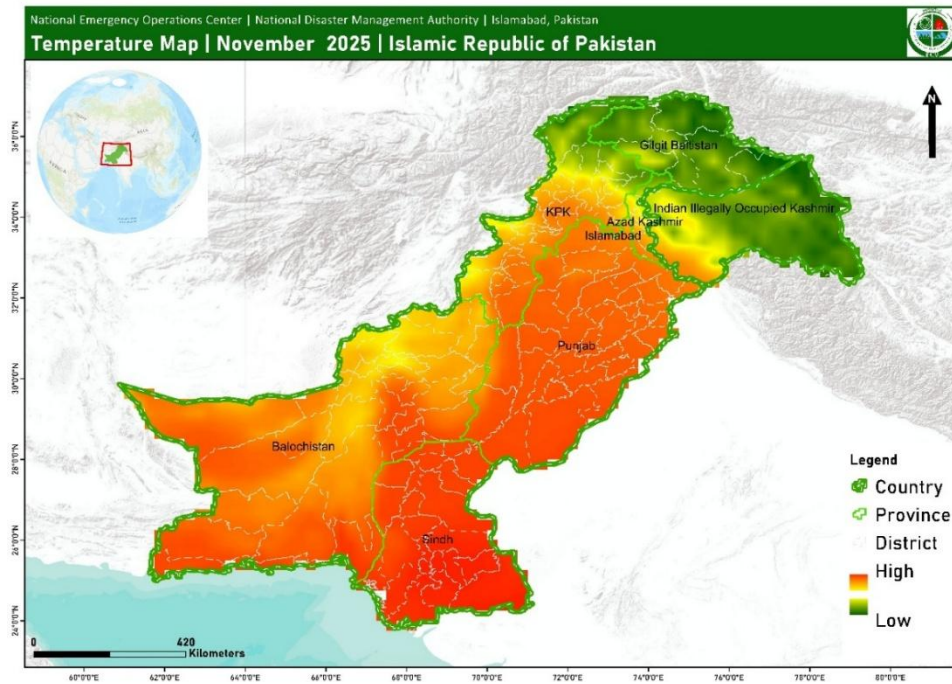 National Emergency Operations Center | National Disaster Management Authority | Islamabad, Pakistan
Temperature Map | November 2025 | Islamic Republic of Pakistan
N
36°0'0"N
34°0'0"N
32°0'0"N
30°0'0"N
28°0'0"N
26°0'0"N
24°0'0"N
Gilgit Baltistan
Indian Illegally Occupied Kashmir
KPK
Azad Kashmir
Islamabad
Punjab
Balochistan
Sindh
Legend
Country
Province
District
High
Low
0 420
Kilometers
60°0'0"E 62°0'0"E 64°0'0"E 66°0'0"E 68°0'0"E 70°0'0"E 72°0'0"E 74°0'0"E 76°0'0"E 78°0'0"E 80°0'0"E